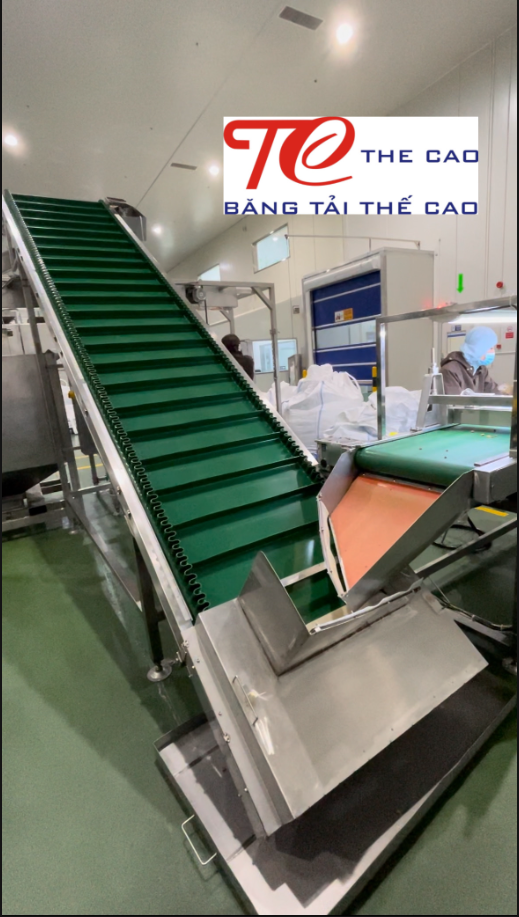 TC THE CAO
BĂNG TẢI THẾ CAO